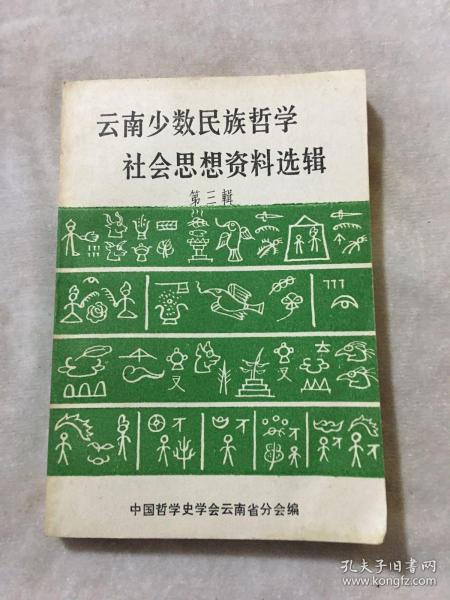 云南少数民族哲学
社会思想资料选辑
第三輯
中国哲学史学会云南省分会编
孔夫子旧书网
www.kongfz.com